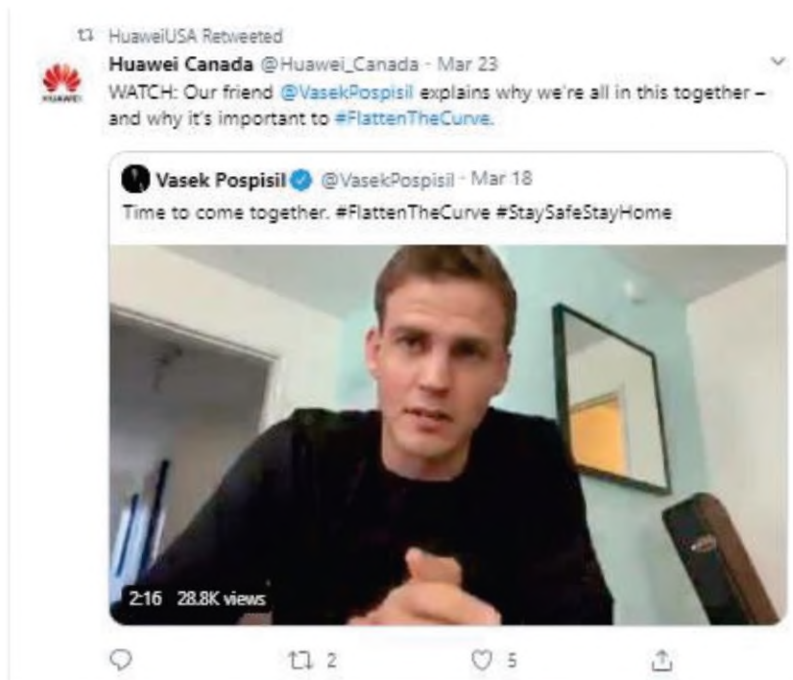 HuaweiUSA Retweeted
Huawei Canada @Huawei_Canada · Mar 23
WATCH: Our friend @VasekPospisil explains why we're all in this together –
and why it's important to #FlattenTheCurve.
HUAWEI
Vasek Pospisil @VasekPospisil · Mar 18
Time to come together. #FlattenTheCurve #StaySafeStayHome
2:16 28.8K views
2 5